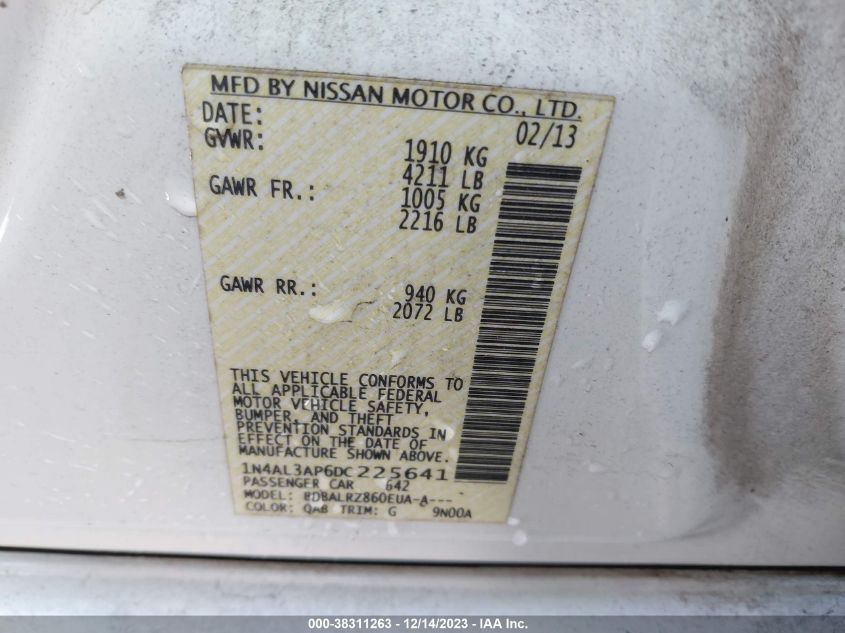 MFD BY NISSAN MOTOR CO., LTD.
DATE: 02/13
GVWR: 1910 KG
4211 LB
GAWR FR.: 1005 KG
2216 LB
GAWR RR.: 940 KG
2072 LB
THIS VEHICLE CONFORMS TO
ALL APPLICABLE FEDERAL
MOTOR VEHICLE SAFETY,
BUMPER, AND THEFT
PREVENTION STANDARDS IN
EFFECT ON THE DATE OF
MANUFACTURE SHOWN ABOVE.
1N4AL3AP6DC225641
PASSENGER CAR 642
MODEL: BDBALRZ860EUA-A---
COLOR: QAB TRIM: G 9N00A
000-38311263 - 12/14/2023 - IAA Inc.